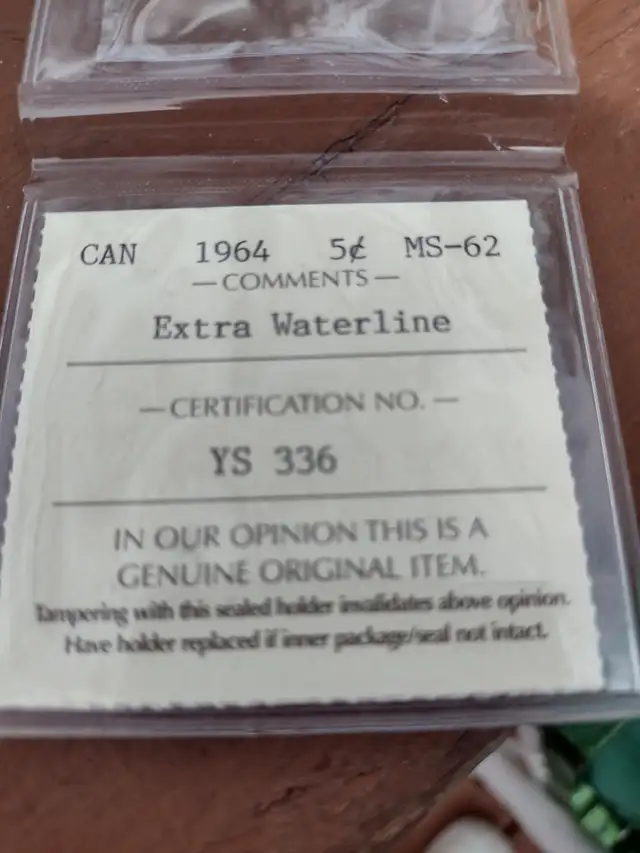 CAN 1964 5¢ MS-62
— COMMENTS —
Extra Waterline
— CERTIFICATION NO. —
YS 336
IN OUR OPINION THIS IS A
GENUINE ORIGINAL ITEM.
Tampering with this sealed holder invalidates above opinion.
Have holder replaced if inner package/seal not intact.